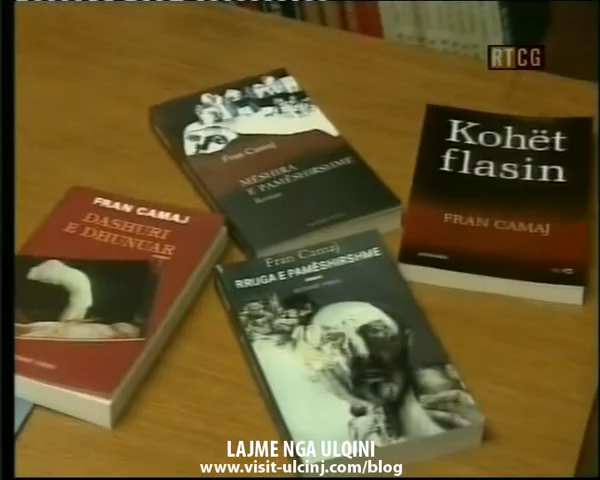 RTCG
Fran Camaj
MËSHIRA
E PAMËSHIRSHME
Roman
Kohët
flasin
FRAN CAMAJ
FRAN CAMAJ
DASHURI
E DHUNUAR
Fran Camaj
RRUGA E PAMËSHIRSHME
LAJME NGA ULQINI
www.visit-ulcinj.com/blog